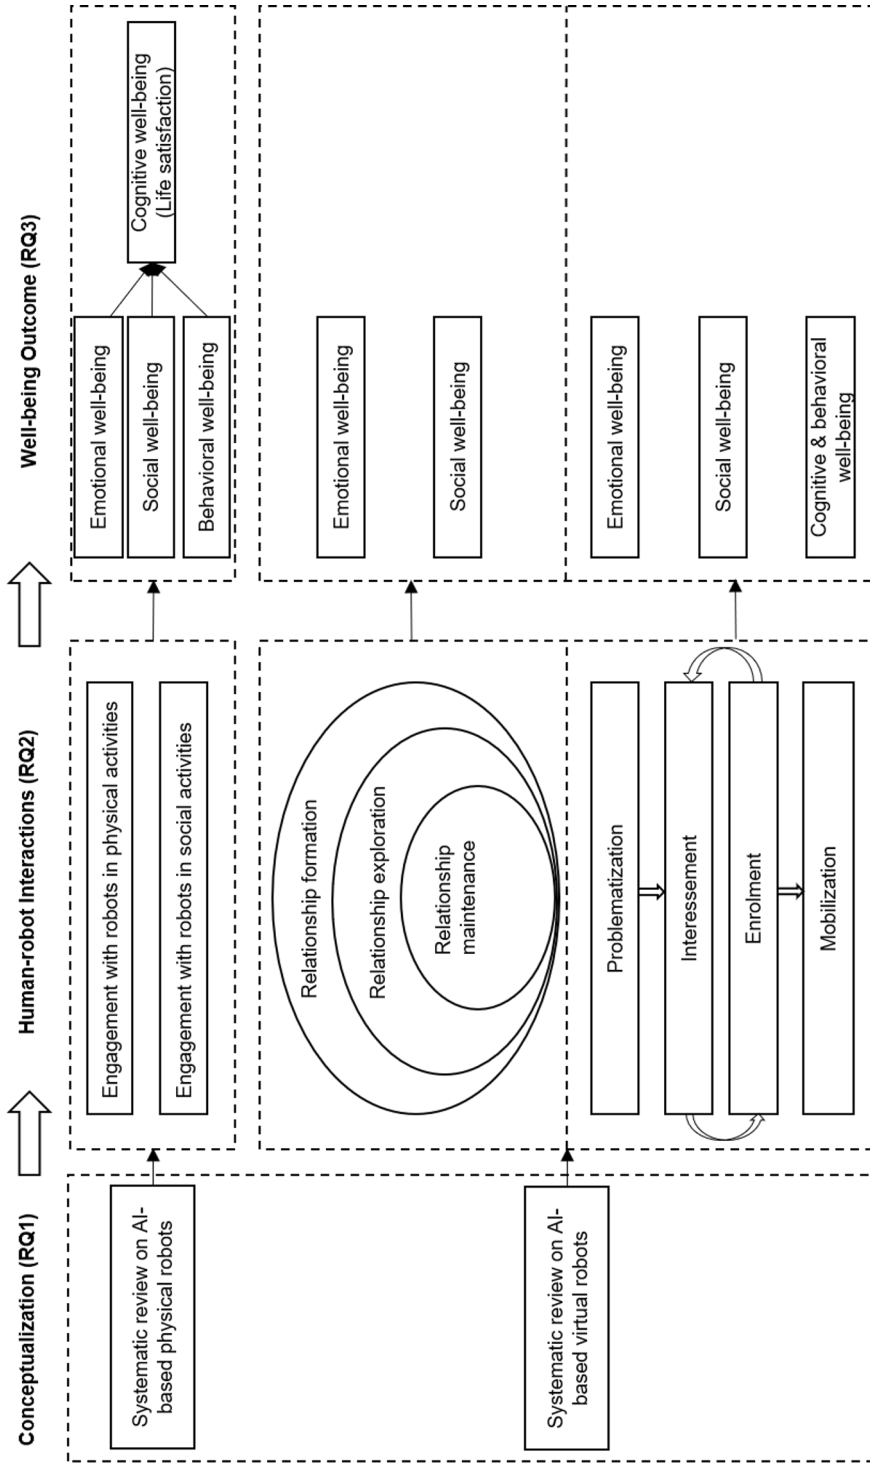 Conceptualization (RQ1)
Human-robot Interactions (RQ2)
Well-being Outcome (RQ3)
Systematic review on AI-
based physical robots
Engagement with robots in physical activities
Engagement with robots in social activities
Emotional well-being
Social well-being
Behavioral well-being
Cognitive well-being
(Life satisfaction)
Systematic review on AI-
based virtual robots
Relationship formation
Relationship exploration
Relationship
maintenance
Emotional well-being
Social well-being
Problematization
Interessement
Enrolment
Mobilization
Emotional well-being
Social well-being
Cognitive & behavioral
well-being